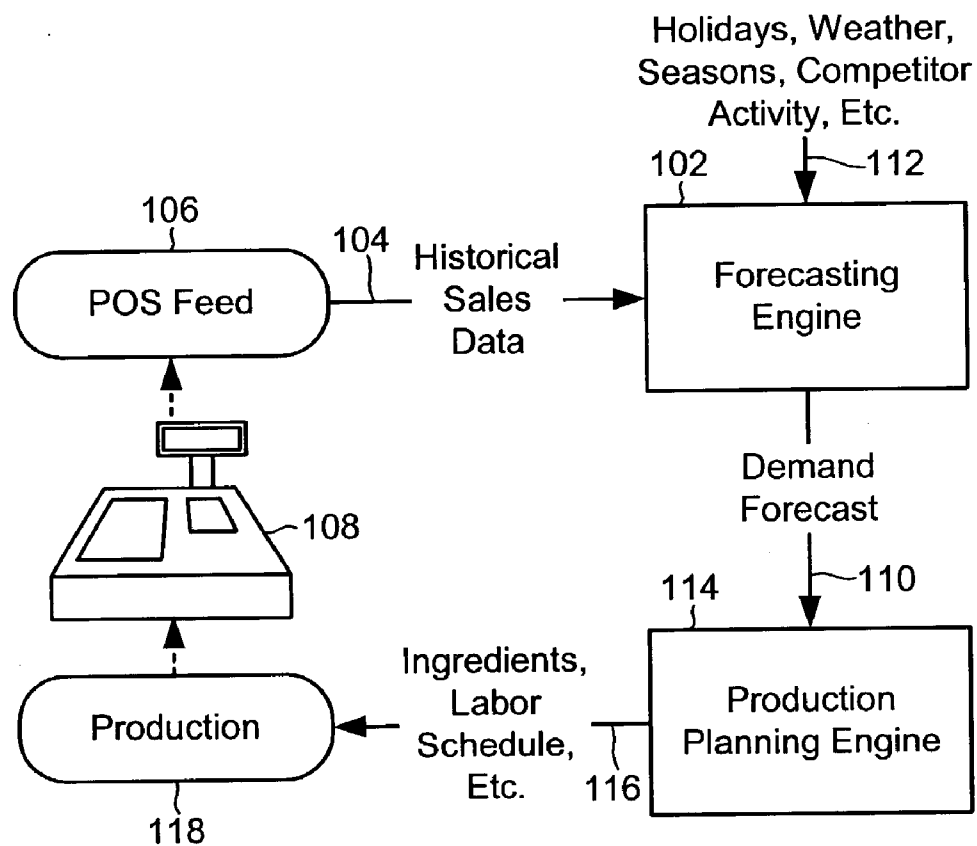 Holidays, Weather,
Seasons, Competitor
Activity, Etc.
102
112
106
104
POS Feed
Historical
Sales
Data
Forecasting
Engine
108
Demand
Forecast
110
114
Ingredients,
Labor
Schedule,
Etc.
Production
Production
Planning Engine
116
118